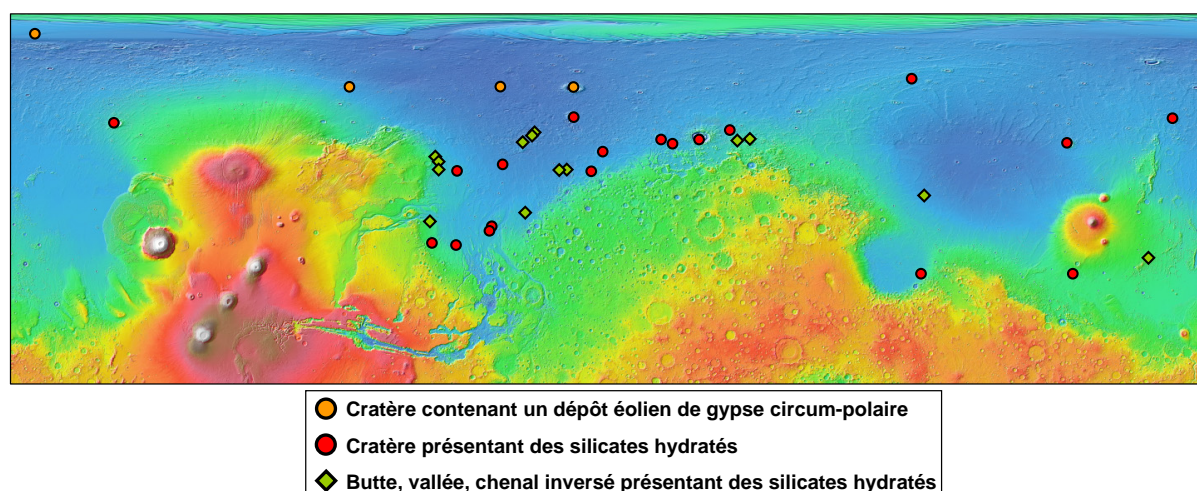 Cratère contenant un dépôt éolien de gypse circum-polaire
Cratère présentant des silicates hydratés
Butte, vallée, chenal inversé présentant des silicates hydratés